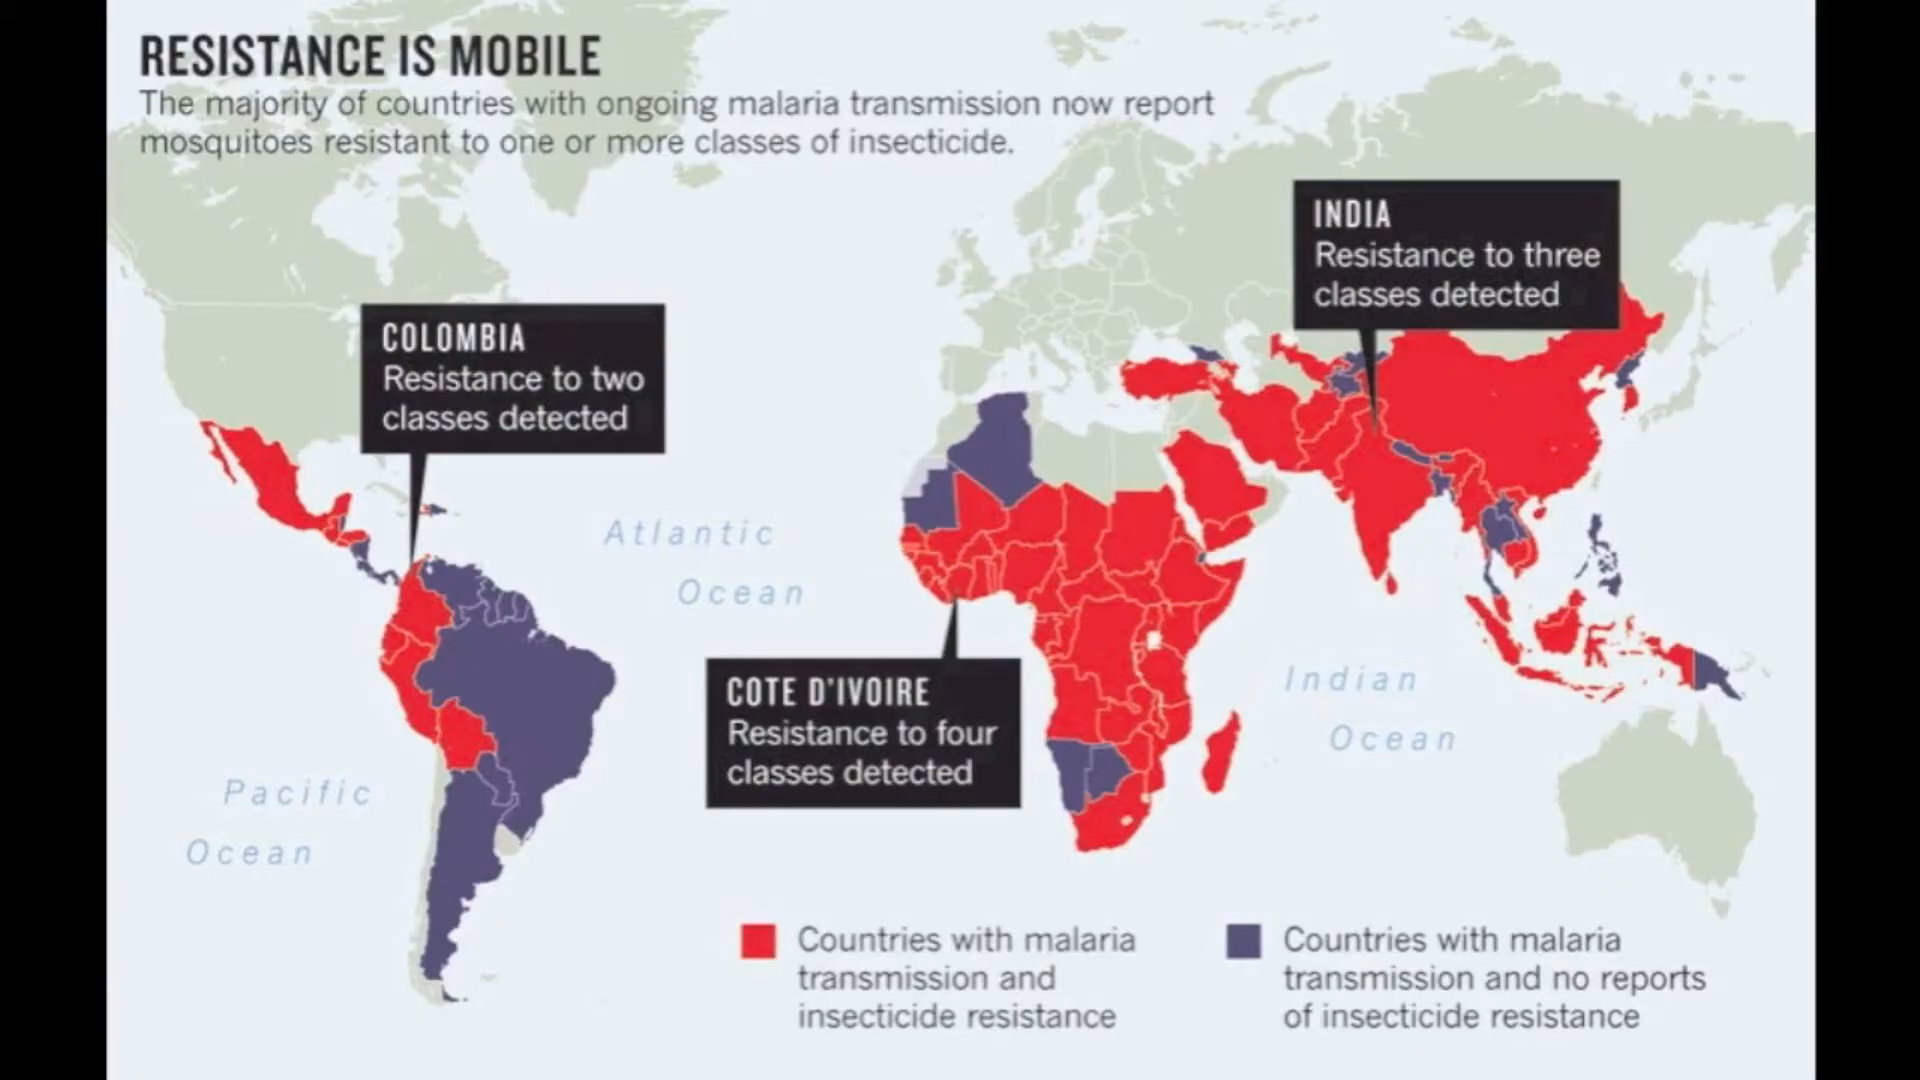 RESISTANCE IS MOBILE
The majority of countries with ongoing malaria transmission now report
mosquitoes resistant to one or more classes of insecticide.
INDIA
Resistance to three
classes detected
COLOMBIA
Resistance to two
classes detected
Atlantic
Ocean
COTE D'IVOIRE
Resistance to four
classes detected
Indian
Ocean
Pacific
Ocean
Countries with malaria
transmission and
insecticide resistance
Countries with malaria
transmission and no reports
of insecticide resistance